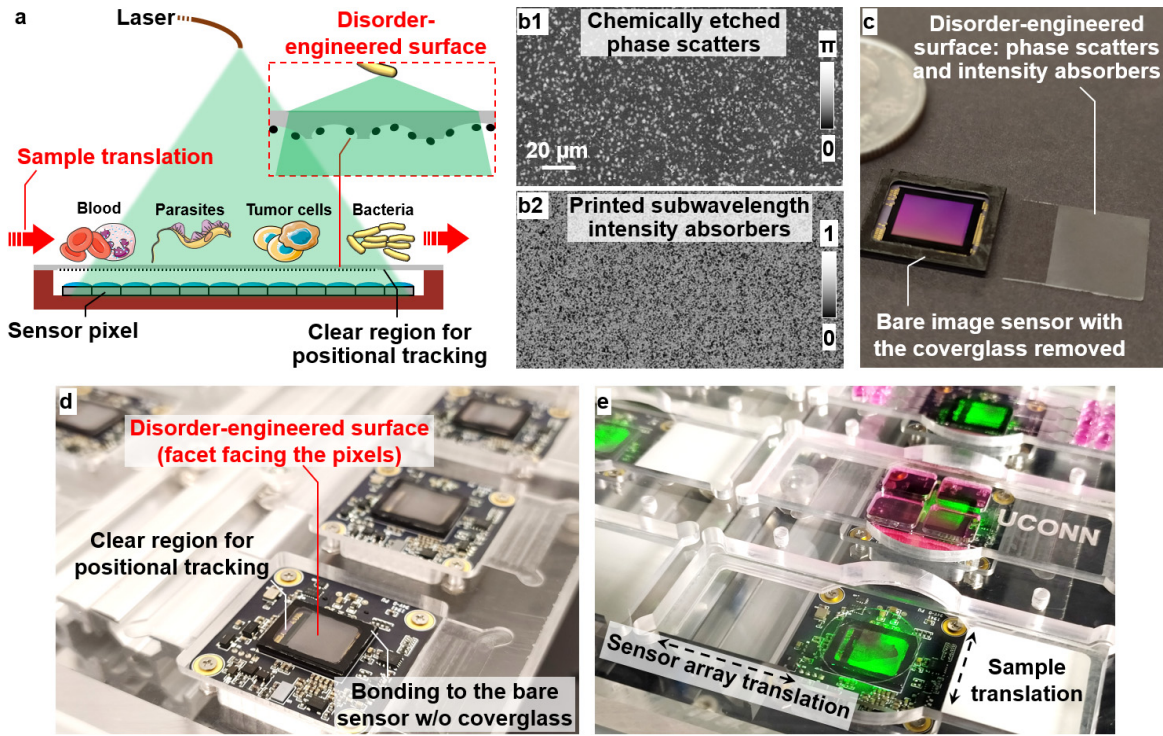 a
Laser
Disorder-
engineered surface
Sample translation
Blood
Parasites
Tumor cells
Bacteria
Sensor pixel
Clear region for
positional tracking
b1
Chemically etched
phase scatters
π
0
20 µm
b2
Printed subwavelength
intensity absorbers
1
0
c
Disorder-engineered
surface: phase scatters
and intensity absorbers
Bare image sensor with
the coverglass removed
d
Disorder-engineered surface
(facet facing the pixels)
Clear region for
positional tracking
Bonding to the bare
sensor w/o coverglass
e
UCONN
Sensor array translation
Sample
translation